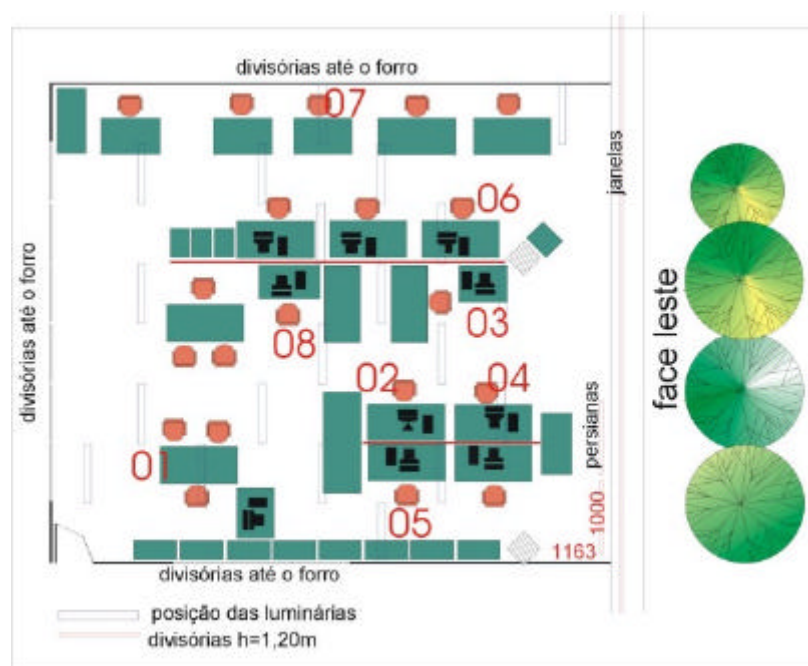 divisórias até o forro
07
janelas
06
divisórias até o forro
face leste
03
08
02
04
persianas
01
05
1000
1163
divisórias até o forro
posição das luminárias
divisórias h=1,20m